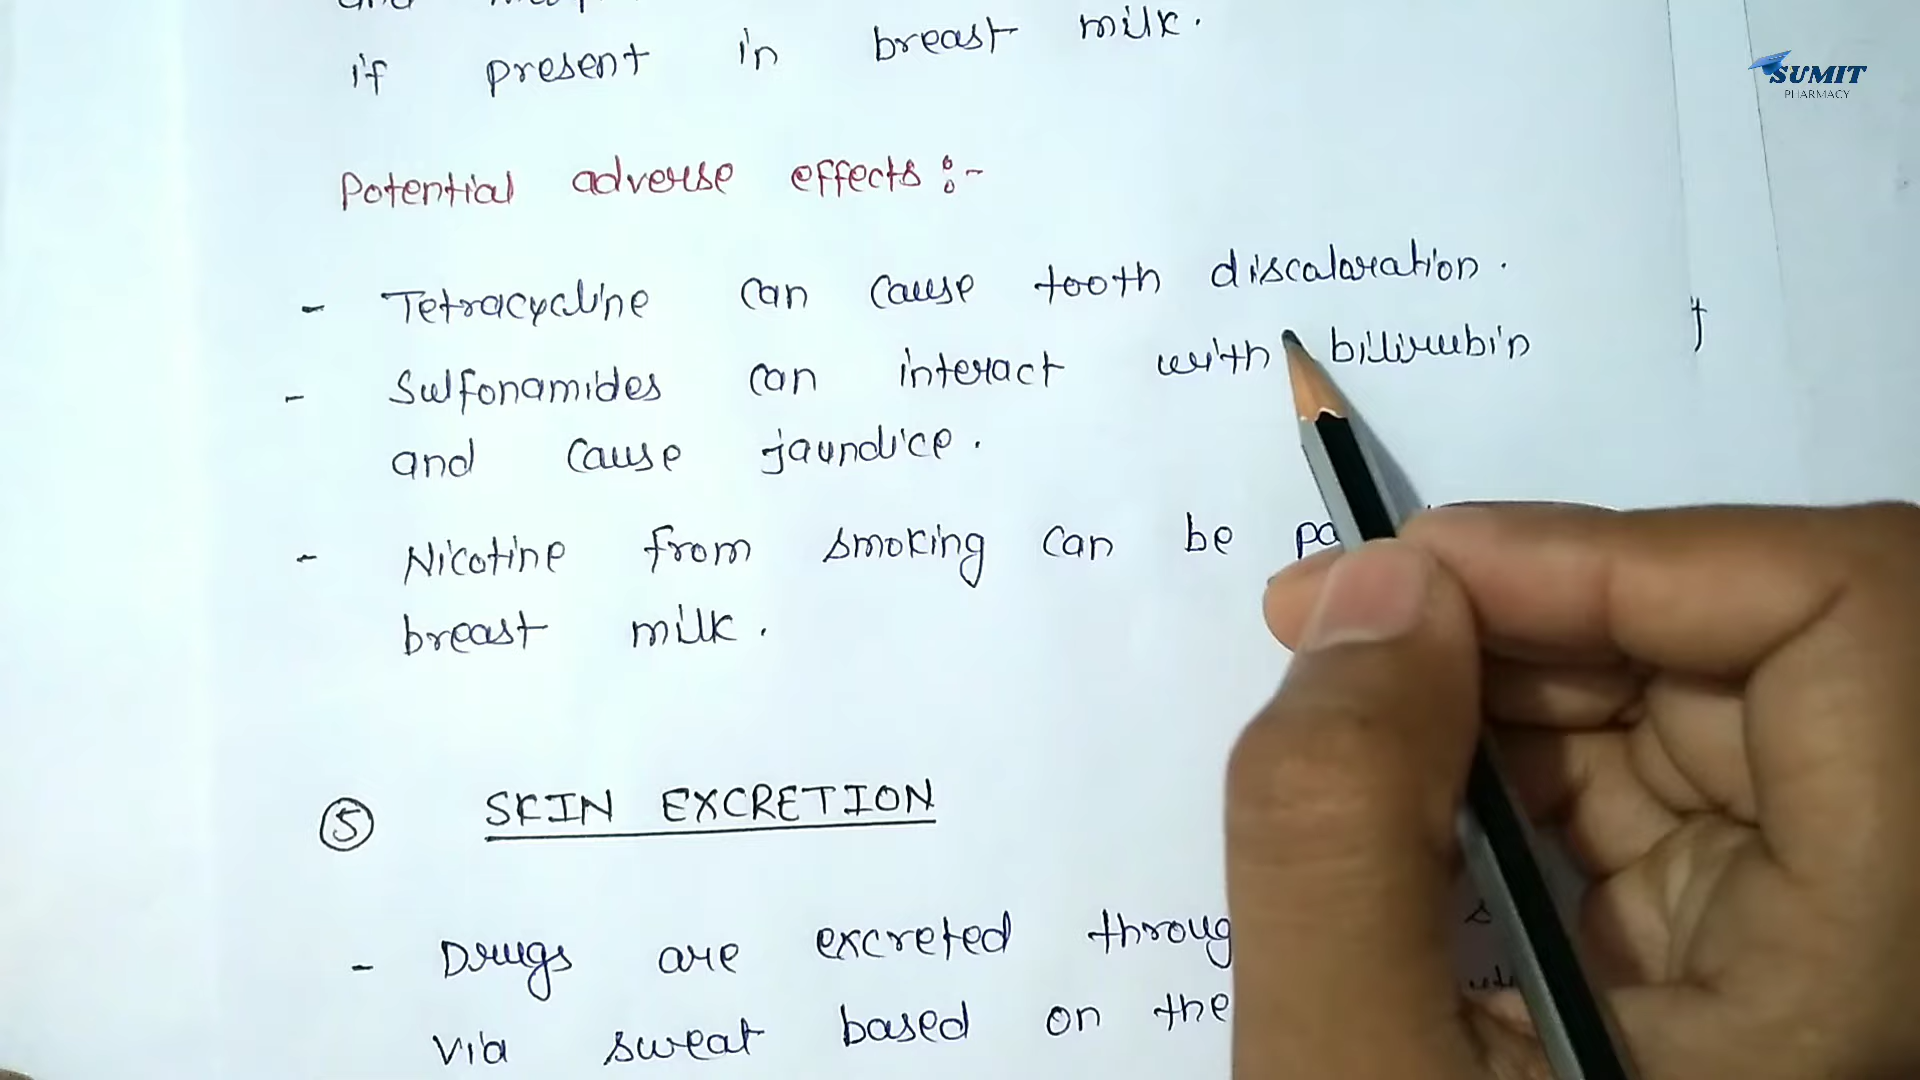 if present in breast milk.
SUMIT
PHARMACY
Potential adverse effects :-
- Tetracycline can cause tooth discaloration.
- Sulfonamides can interact with bilirubin
and cause jaundice.
- Nicotine from smoking can be
breast milk.
5 SKIN EXCRETION
- Drugs are excreted
via sweat based on the